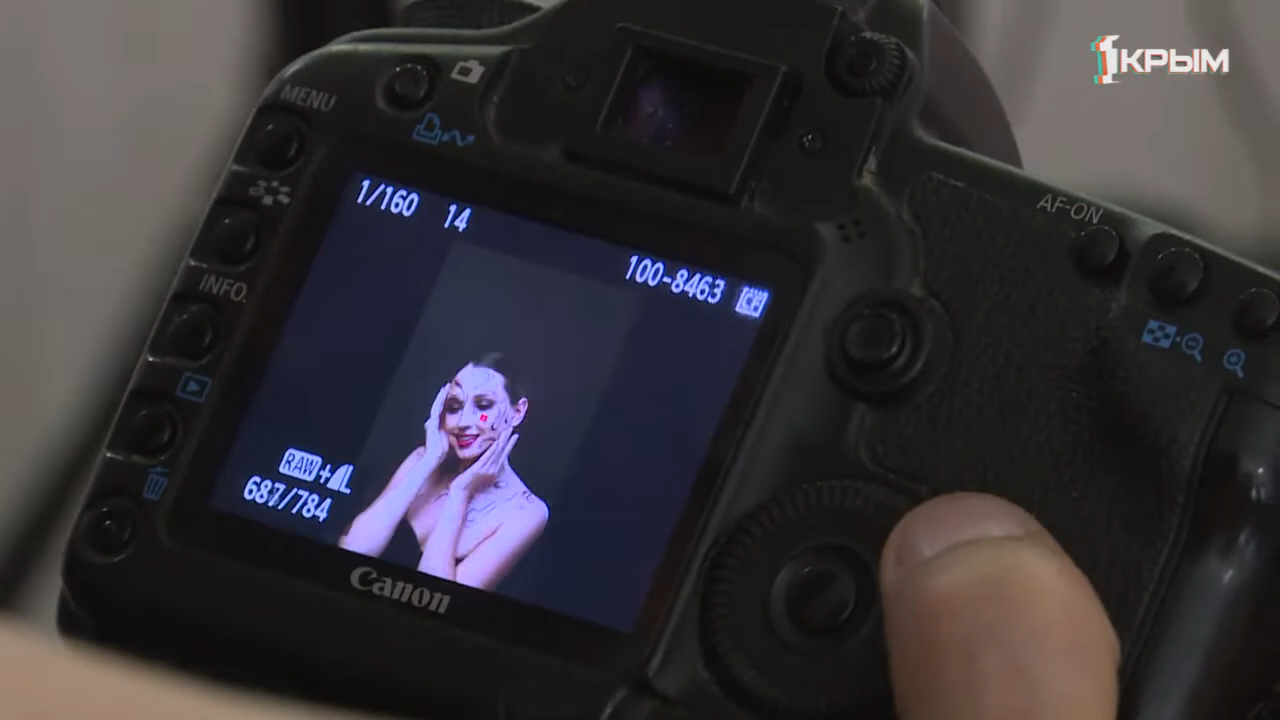 1КРЫМ
MENU
AF-ON
1/160 14
100-8463
INFO.
RAW+L
687/784
Canon